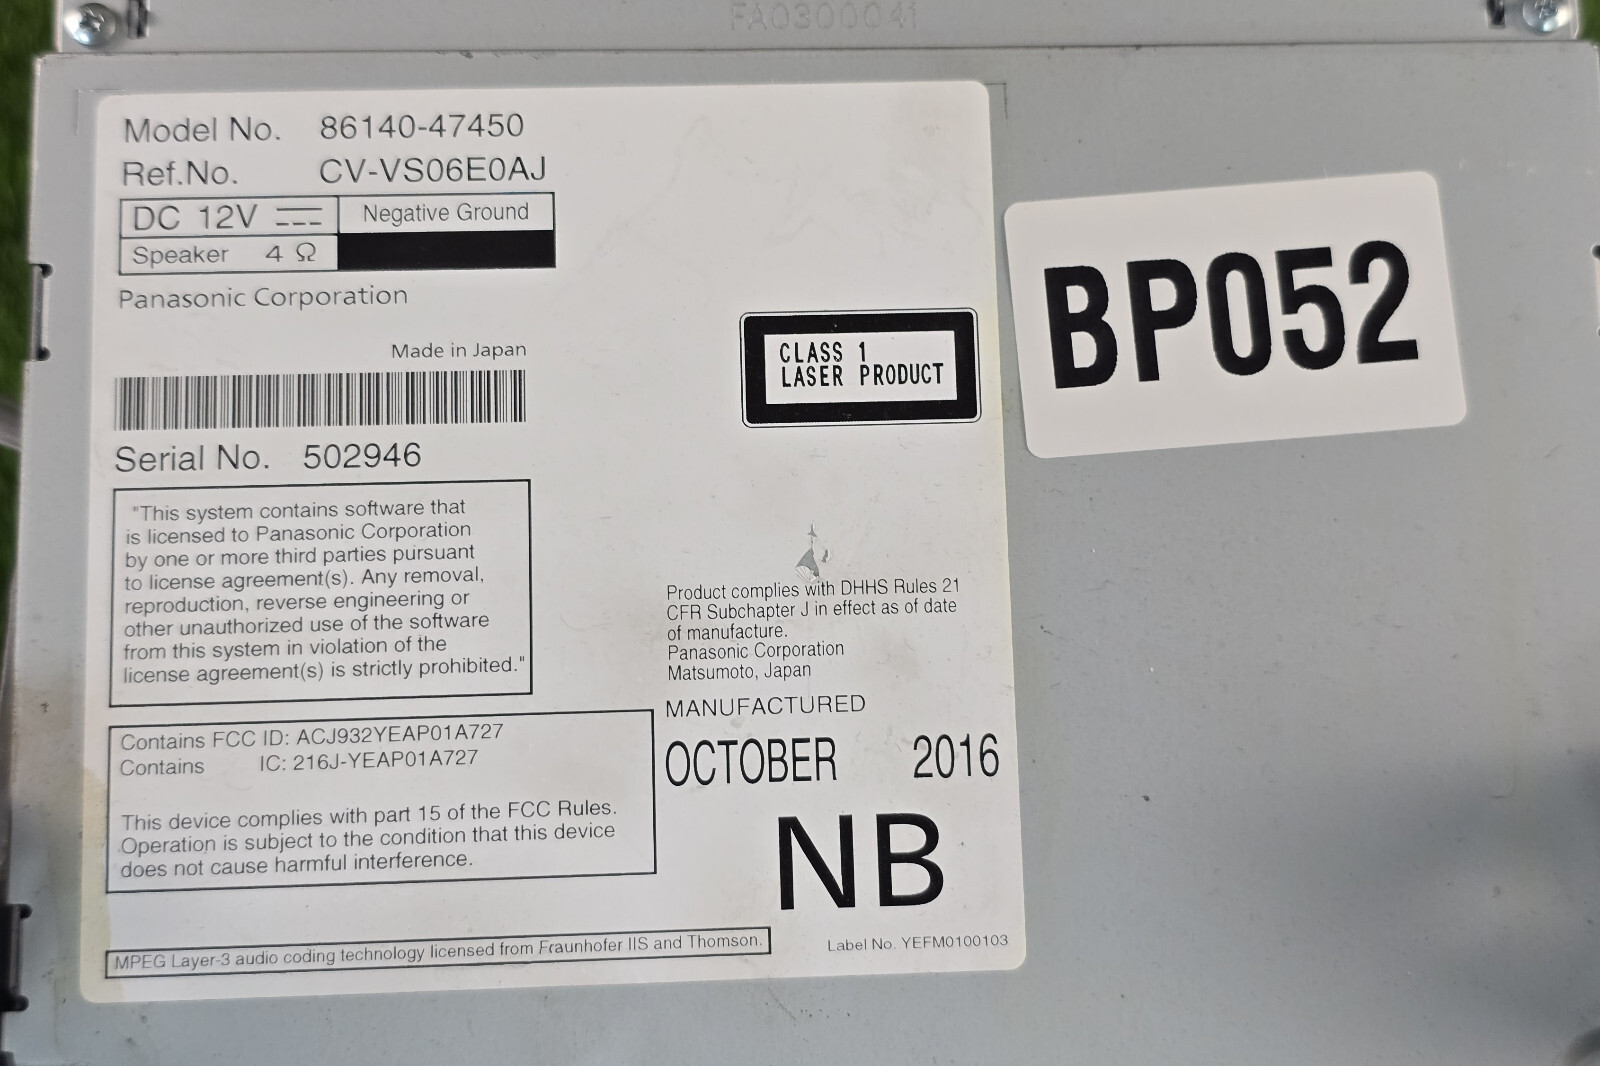 FA0300041
Model No. 86140-47450
Ref.No. CV-VS06E0AJ
DC 12V Negative Ground
Speaker 4 Ω
Panasonic Corporation
Made in Japan
Serial No. 502946
"This system contains software that
is licensed to Panasonic Corporation
by one or more third parties pursuant
to license agreement(s). Any removal,
reproduction, reverse engineering or
other unauthorized use of the software
from this system in violation of the
license agreement(s) is strictly prohibited."
Contains FCC ID: ACJ932YEAP01A727
Contains IC: 216J-YEAP01A727
This device complies with part 15 of the FCC Rules.
Operation is subject to the condition that this device
does not cause harmful interference.
MPEG Layer-3 audio coding technology licensed from Fraunhofer IIS and Thomson.
CLASS 1
LASER PRODUCT
Product complies with DHHS Rules 21
CFR Subchapter J in effect as of date
of manufacture.
Panasonic Corporation
Matsumoto, Japan
MANUFACTURED
OCTOBER 2016
NB
Label No. YEFM0100103
BP052